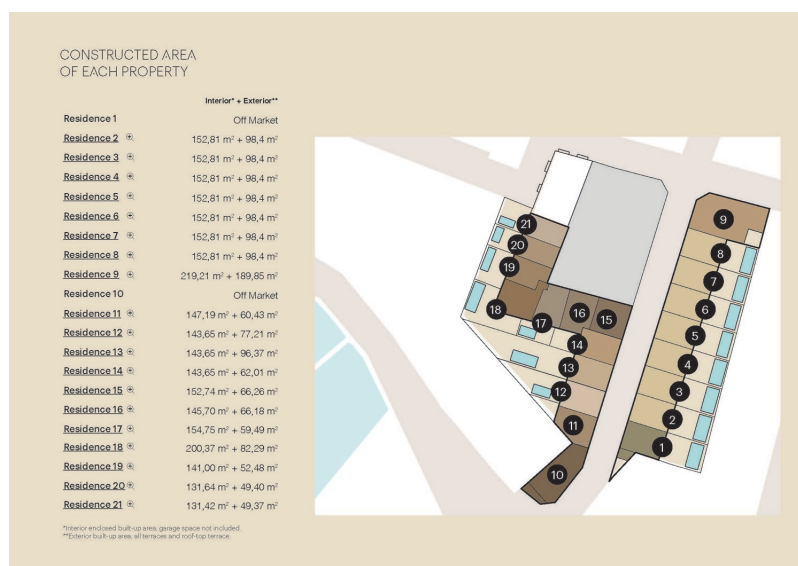 CONSTRUCTED AREA
OF EACH PROPERTY
Interior* + Exterior**
Residence 1 Off Market
Residence 2 152,81 m² + 98,4 m²
Residence 3 152,81 m² + 98,4 m²
Residence 4 152,81 m² + 98,4 m²
Residence 5 152,81 m² + 98,4 m²
Residence 6 152,81 m² + 98,4 m²
Residence 7 152,81 m² + 98,4 m²
Residence 8 152,81 m² + 98,4 m²
Residence 9 219,21 m² + 189,85 m²
Residence 10 Off Market
Residence 11 147,19 m² + 60,43 m²
Residence 12 143,65 m² + 77,21 m²
Residence 13 143,65 m² + 96,37 m²
Residence 14 143,65 m² + 62,01 m²
Residence 15 152,74 m² + 66,26 m²
Residence 16 145,70 m² + 66,18 m²
Residence 17 154,75 m² + 59,49 m²
Residence 18 200,37 m² + 82,29 m²
Residence 19 141,00 m² + 52,48 m²
Residence 20 131,64 m² + 49,40 m²
Residence 21 131,42 m² + 49,37 m²
*Interior enclosed built-up area, garage space not included.
**Exterior built-up area, all terraces and roof-top terrace.
9
21
20
8
19
7
18
6
16
15
17
5
14
4
13
3
12
2
11
1
10